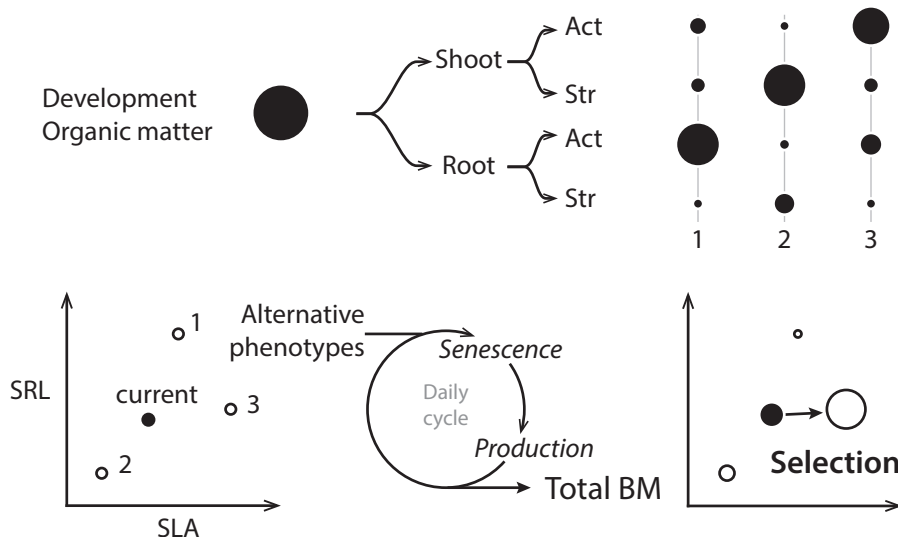 Development
Organic matter
Shoot
Root
Act
Str
Act
Str
1
2
3
SRL
1
current
3
2
SLA
Alternative
phenotypes
Senescence
Daily
cycle
Production
Total BM
Selection